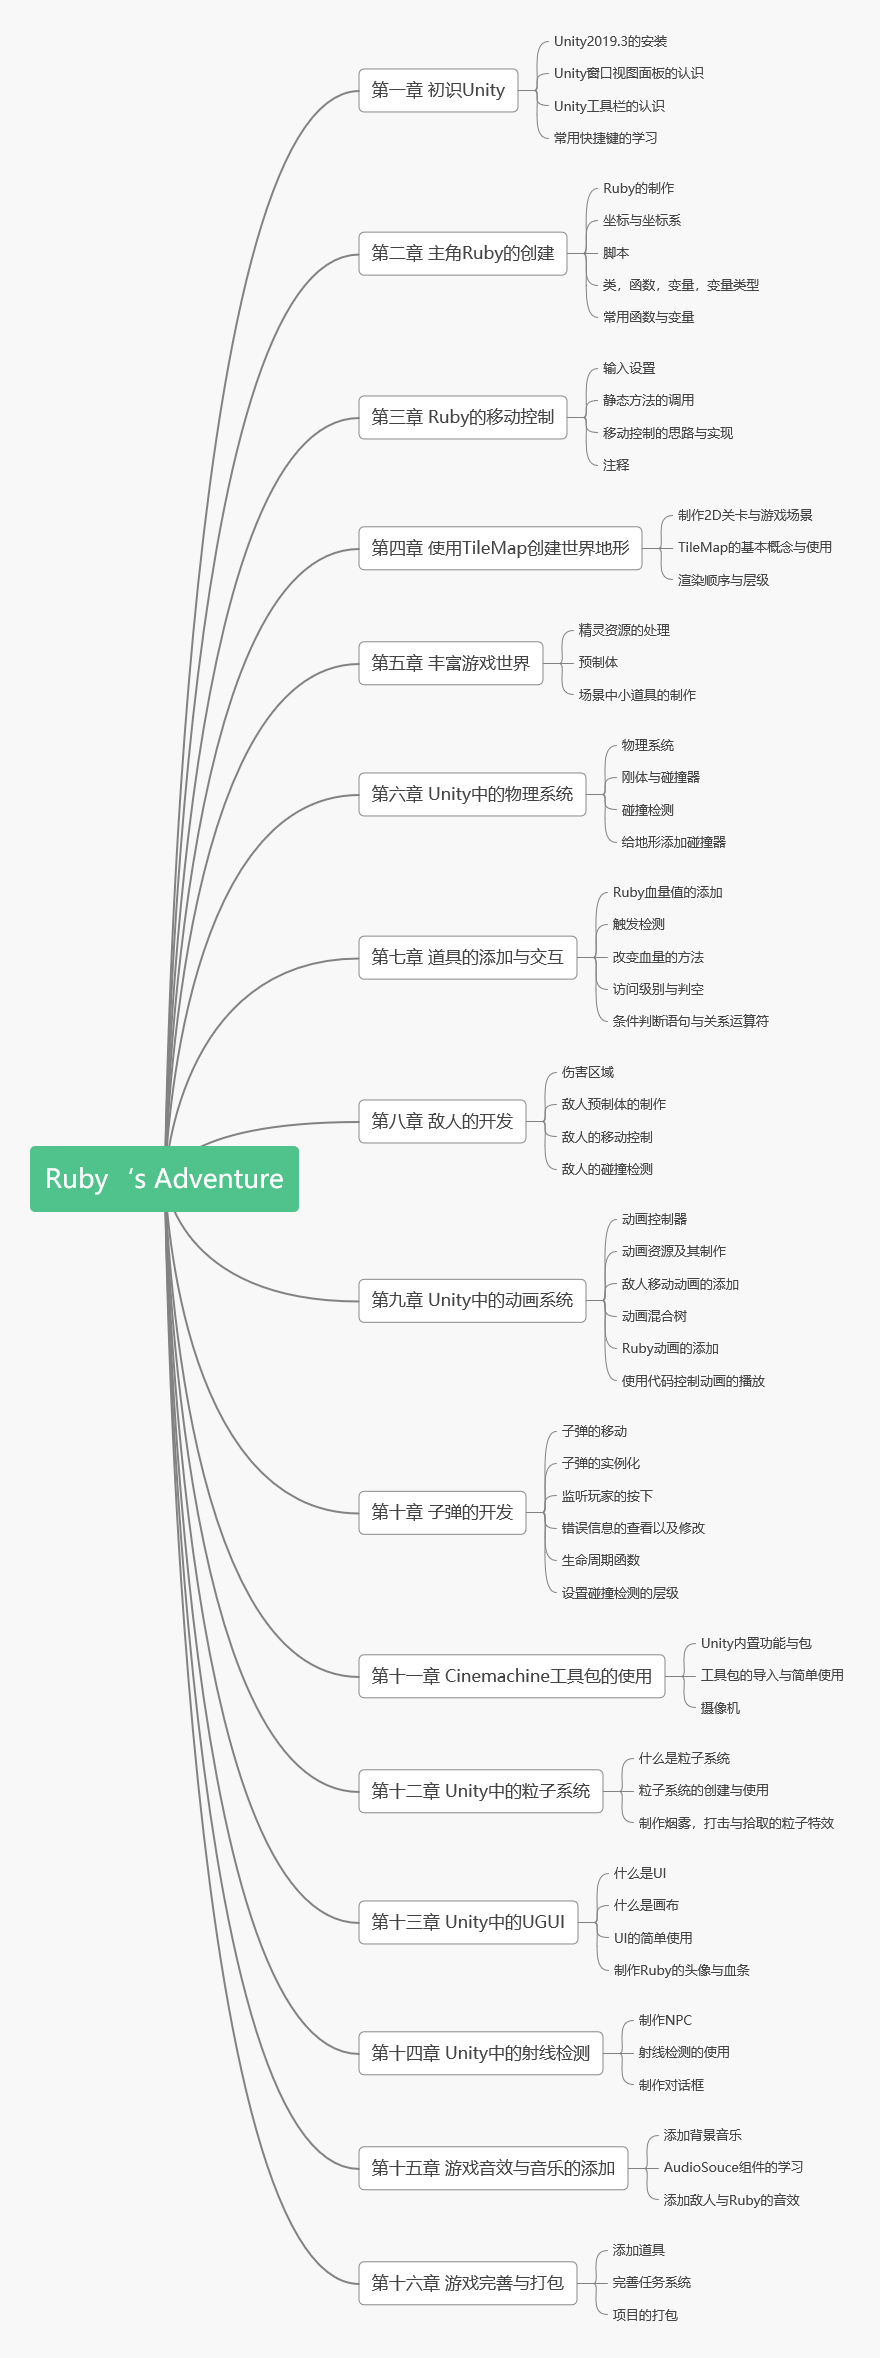 Ruby‘s Adventure
第一章 初识Unity
Unity2019.3的安装
Unity窗口视图面板的认识
Unity工具栏的认识
常用快捷键的学习
第二章 主角Ruby的创建
Ruby的制作
坐标与坐标系
脚本
类，函数，变量，变量类型
常用函数与变量
第三章 Ruby的移动控制
输入设置
静态方法的调用
移动控制的思路与实现
注释
第四章 使用TileMap创建世界地形
制作2D关卡与游戏场景
TileMap的基本概念与使用
渲染顺序与层级
第五章 丰富游戏世界
精灵资源的处理
预制体
场景中小道具的制作
第六章 Unity中的物理系统
物理系统
刚体与碰撞器
碰撞检测
给地形添加碰撞器
第七章 道具的添加与交互
Ruby血量值的添加
触发检测
改变血量的方法
访问级别与判空
条件判断语句与关系运算符
第八章 敌人的开发
伤害区域
敌人预制体的制作
敌人的移动控制
敌人的碰撞检测
第九章 Unity中的动画系统
动画控制器
动画资源及其制作
敌人移动动画的添加
动画混合树
Ruby动画的添加
使用代码控制动画的播放
第十章 子弹的开发
子弹的移动
子弹的实例化
监听玩家的按下
错误信息的查看以及修改
生命周期函数
设置碰撞检测的层级
第十一章 Cinemachine工具包的使用
Unity内置功能与包
工具包的导入与简单使用
摄像机
第十二章 Unity中的粒子系统
什么是粒子系统
粒子系统的创建与使用
制作烟雾，打击与拾取的粒子特效
第十三章 Unity中的UGUI
什么是UI
什么是画布
UI的简单使用
制作Ruby的头像与血条
第十四章 Unity中的射线检测
制作NPC
射线检测的使用
制作对话框
第十五章 游戏音效与音乐的添加
添加背景音乐
AudioSouce组件的学习
添加敌人与Ruby的音效
第十六章 游戏完善与打包
添加道具
完善任务系统
项目的打包